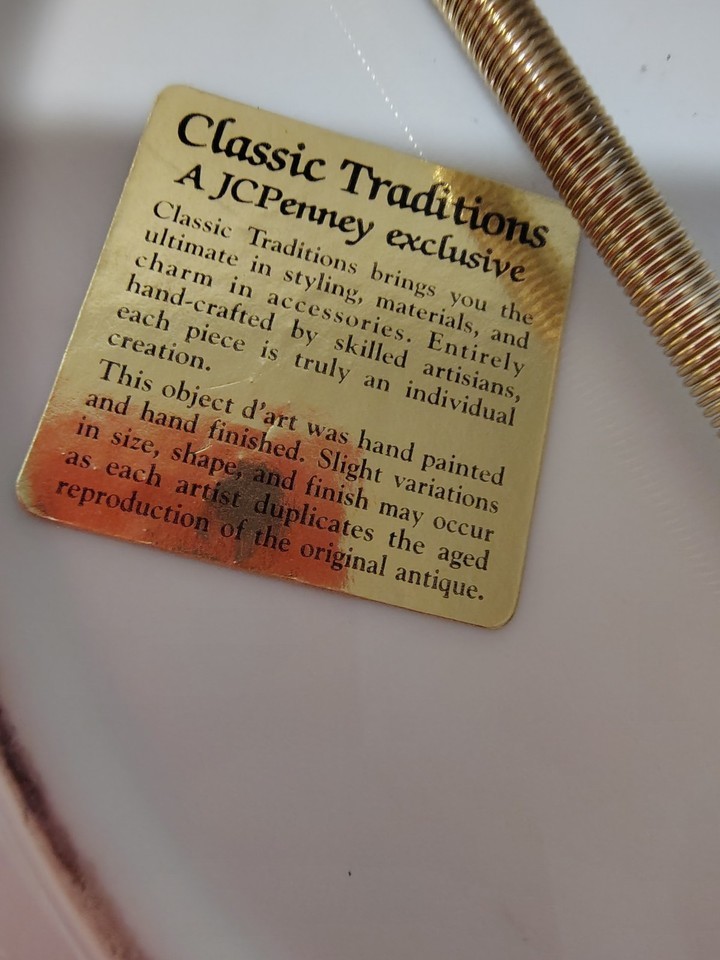 Classic Traditions
A JCPenney exclusive
Classic Traditions brings you the
ultimate in styling, materials, and
charm in accessories. Entirely
hand-crafted by skilled artisians,
each piece is truly an individual
creation.
This object d'art was hand painted
and hand finished. Slight variations
in size, shape, and finish may occur
as each artist duplicates the aged
reproduction of the original antique.